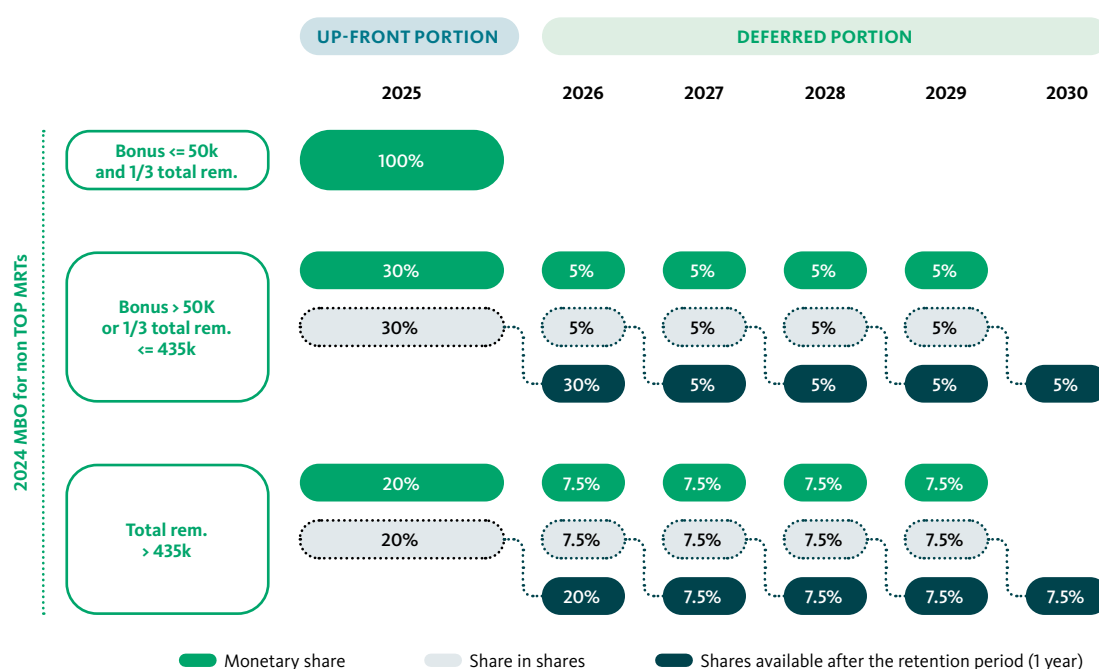 UP-FRONT PORTION
DEFERRED PORTION
2025
2026
2027
2028
2029
2030
2024 MBO for non TOP MRTs
Bonus <= 50k
and 1/3 total rem.
100%
Bonus > 50K
or 1/3 total rem.
<= 435k
30%
5%
5%
5%
5%
30%
5%
5%
5%
5%
30%
5%
5%
5%
5%
Total rem.
> 435k
20%
7.5%
7.5%
7.5%
7.5%
20%
7.5%
7.5%
7.5%
7.5%
20%
7.5%
7.5%
7.5%
7.5%
Monetary share
Share in shares
Shares available after the retention period (1 year)